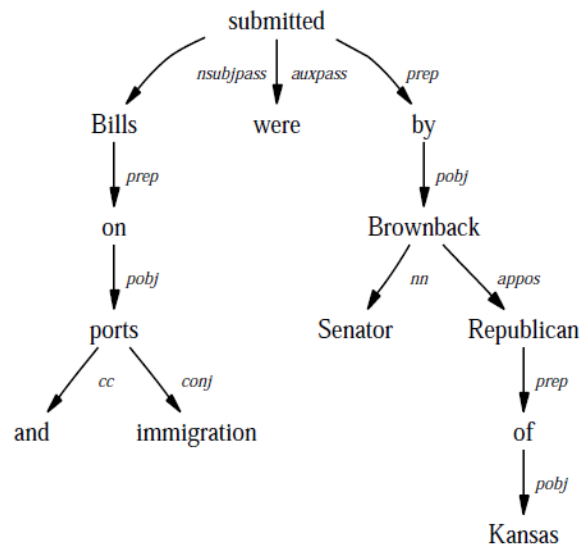 submitted
nsubjpass auxpass prep
Bills were by
prep pobj
on Brownback
pobj nn appos
ports Senator Republican
cc conj prep
and immigration of
pobj
Kansas